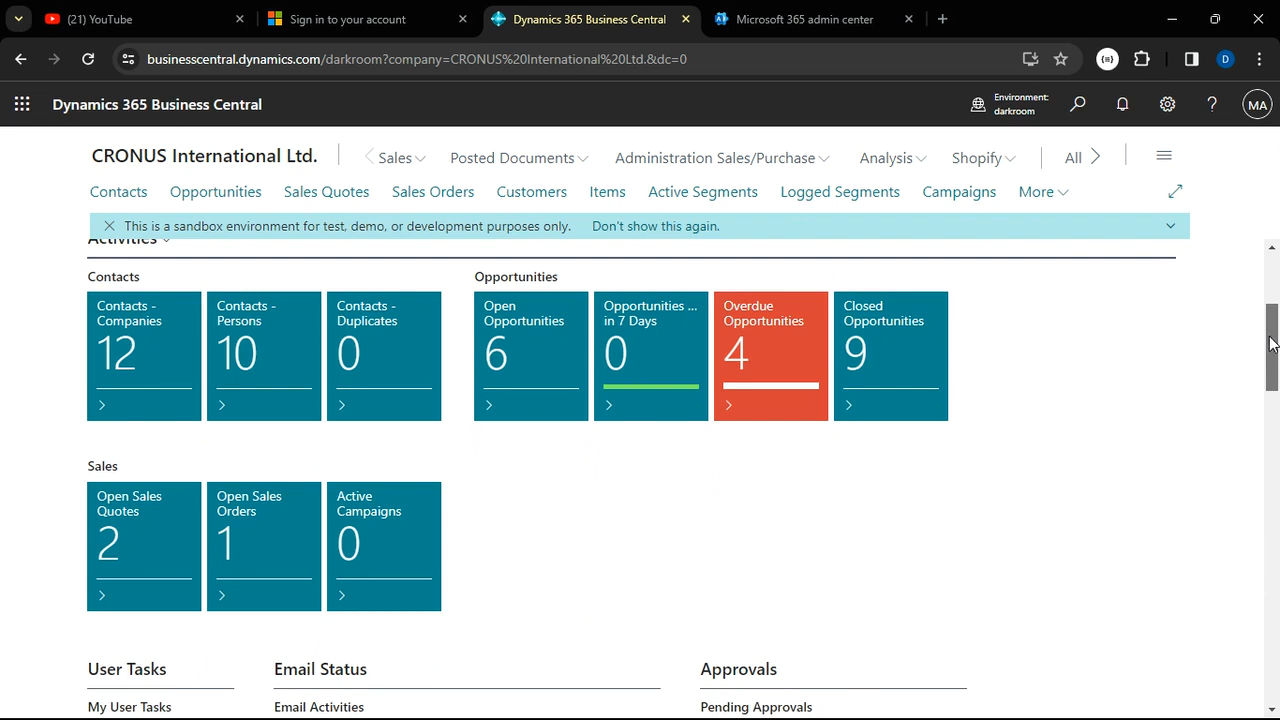 (21) YouTube
Sign in to your account
Dynamics 365 Business Central
Microsoft 365 admin center
businesscentral.dynamics.com/darkroom?company=CRONUS%20International%20Ltd.&dc=0
D
Dynamics 365 Business Central
Environment:
darkroom
?
MA
CRONUS International Ltd.
Sales
Posted Documents
Administration Sales/Purchase
Analysis
Shopify
All
Contacts
Opportunities
Sales Quotes
Sales Orders
Customers
Items
Active Segments
Logged Segments
Campaigns
More
This is a sandbox environment for test, demo, or development purposes only. Don't show this again.
Activities
Contacts
Contacts -
Companies
12
Contacts -
Persons
10
Contacts -
Duplicates
0
Opportunities
Open
Opportunities
6
Opportunities ...
in 7 Days
0
Overdue
Opportunities
4
Closed
Opportunities
9
Sales
Open Sales
Quotes
2
Open Sales
Orders
1
Active
Campaigns
0
User Tasks
My User Tasks
Email Status
Email Activities
Approvals
Pending Approvals